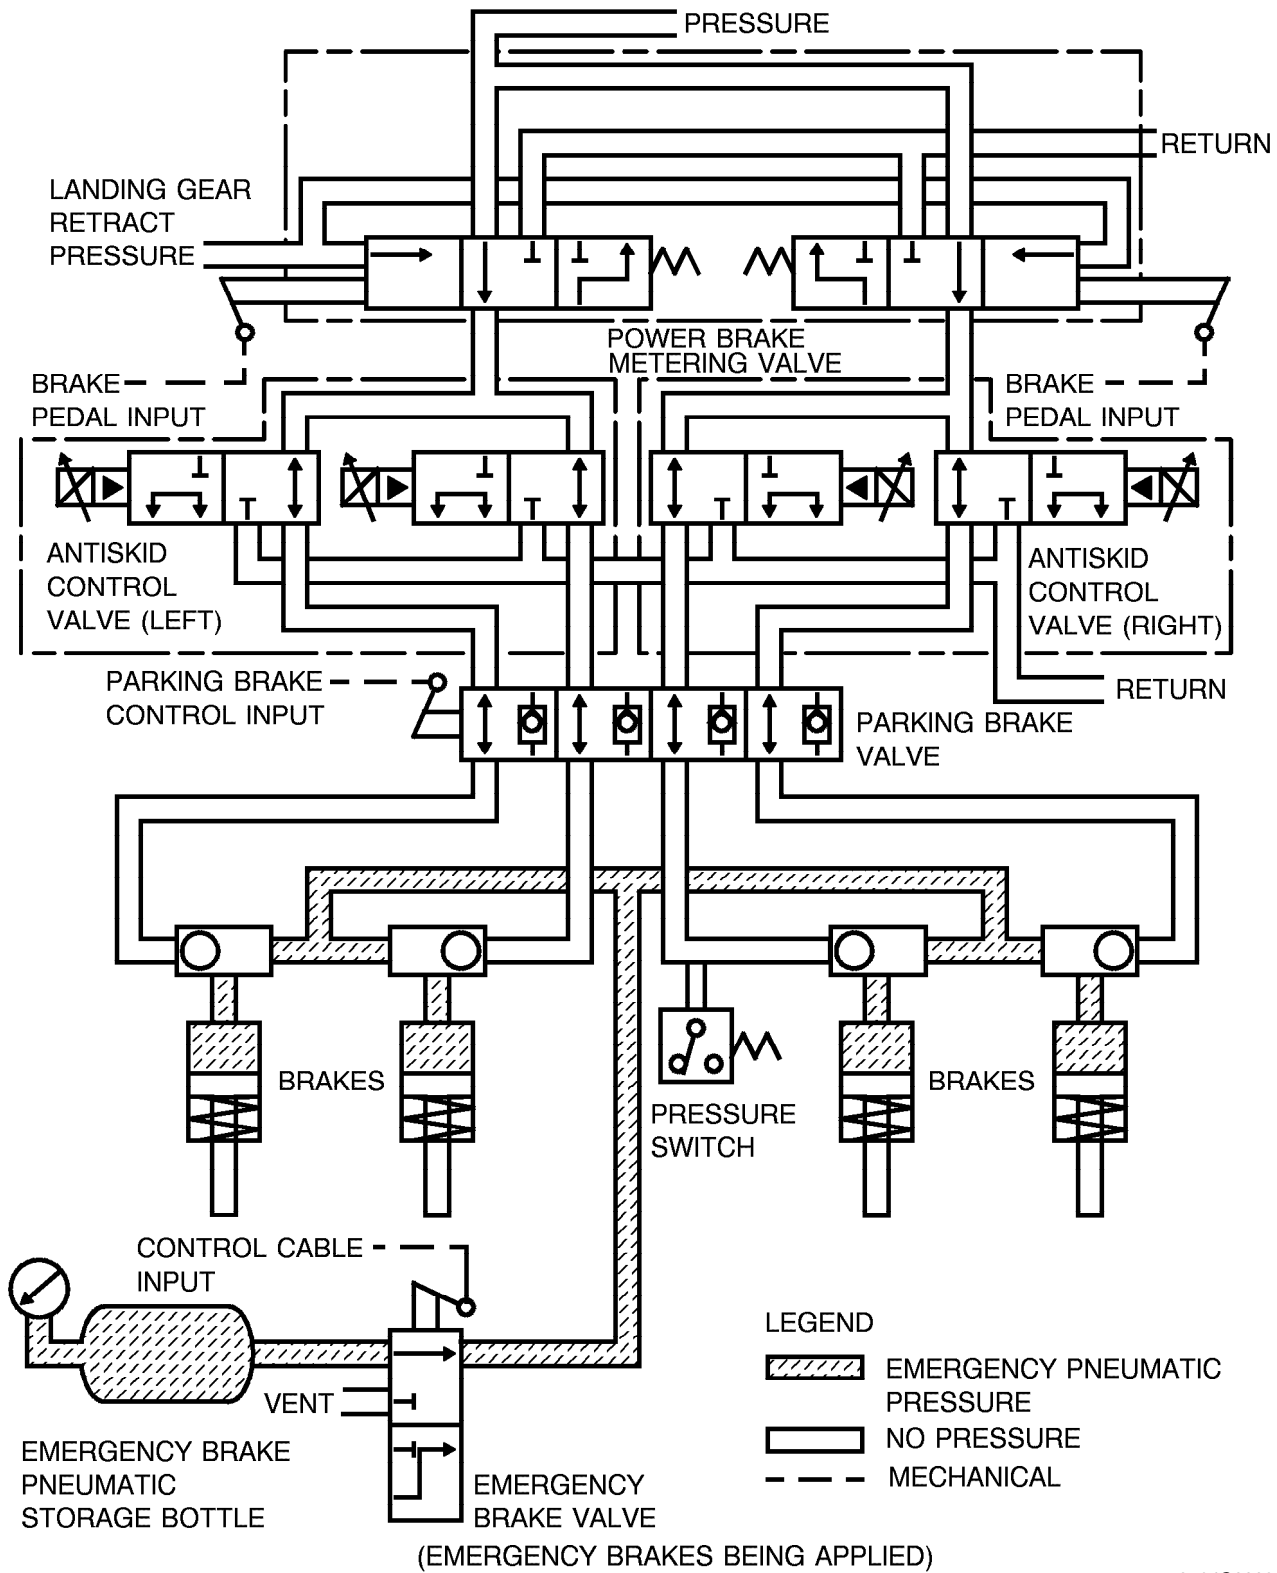 PRESSURE
RETURN
LANDING GEAR
RETRACT
PRESSURE
POWER BRAKE
METERING VALVE
BRAKE
PEDAL INPUT
BRAKE
PEDAL INPUT
ANTISKID
CONTROL
VALVE (LEFT)
ANTISKID
CONTROL
VALVE (RIGHT)
PARKING BRAKE
CONTROL INPUT
RETURN
PARKING BRAKE
VALVE
BRAKES
BRAKES
PRESSURE
SWITCH
CONTROL CABLE
INPUT
VENT
EMERGENCY BRAKE
PNEUMATIC
STORAGE BOTTLE
EMERGENCY
BRAKE VALVE
LEGEND
EMERGENCY PNEUMATIC
PRESSURE
NO PRESSURE
MECHANICAL
(EMERGENCY BRAKES BEING APPLIED)